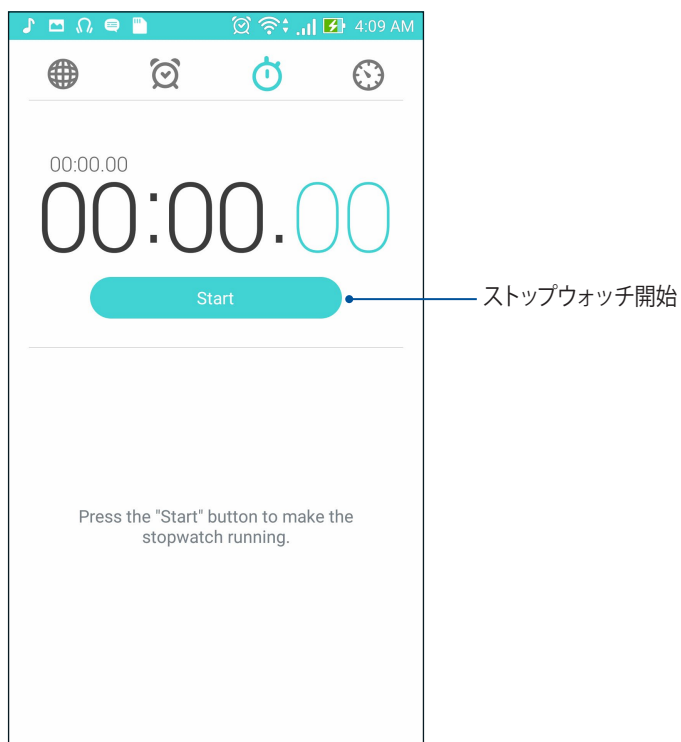 4:09 AM
00:00.00
00:00.00
Start
ストップウォッチ開始
Press the "Start" button to make the
stopwatch running.